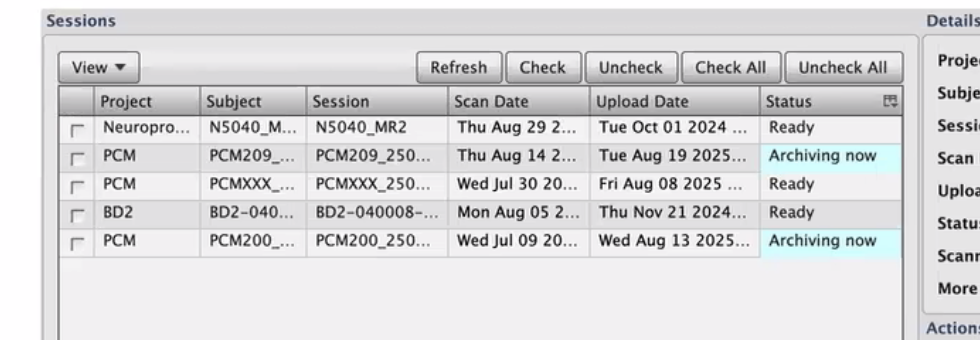 Sessions Details
View Refresh Check Uncheck Check All Uncheck All
Project Subject Session Scan Date Upload Date Status
Neuropro... N5040_M... N5040_MR2 Thu Aug 29 2... Tue Oct 01 2024 ... Ready
PCM PCM209_... PCM209_250... Thu Aug 14 2... Tue Aug 19 2025... Archiving now
PCM PCMXXX_... PCMXXX_250... Wed Jul 30 20... Fri Aug 08 2025 ... Ready
BD2 BD2-040... BD2-040008-... Mon Aug 05 2... Thu Nov 21 2024... Ready
PCM PCM200_... PCM200_250... Wed Jul 09 20... Wed Aug 13 2025... Archiving now
Projec
Subje
Sessi
Scan
Uploa
Status
Scann
More
Actions